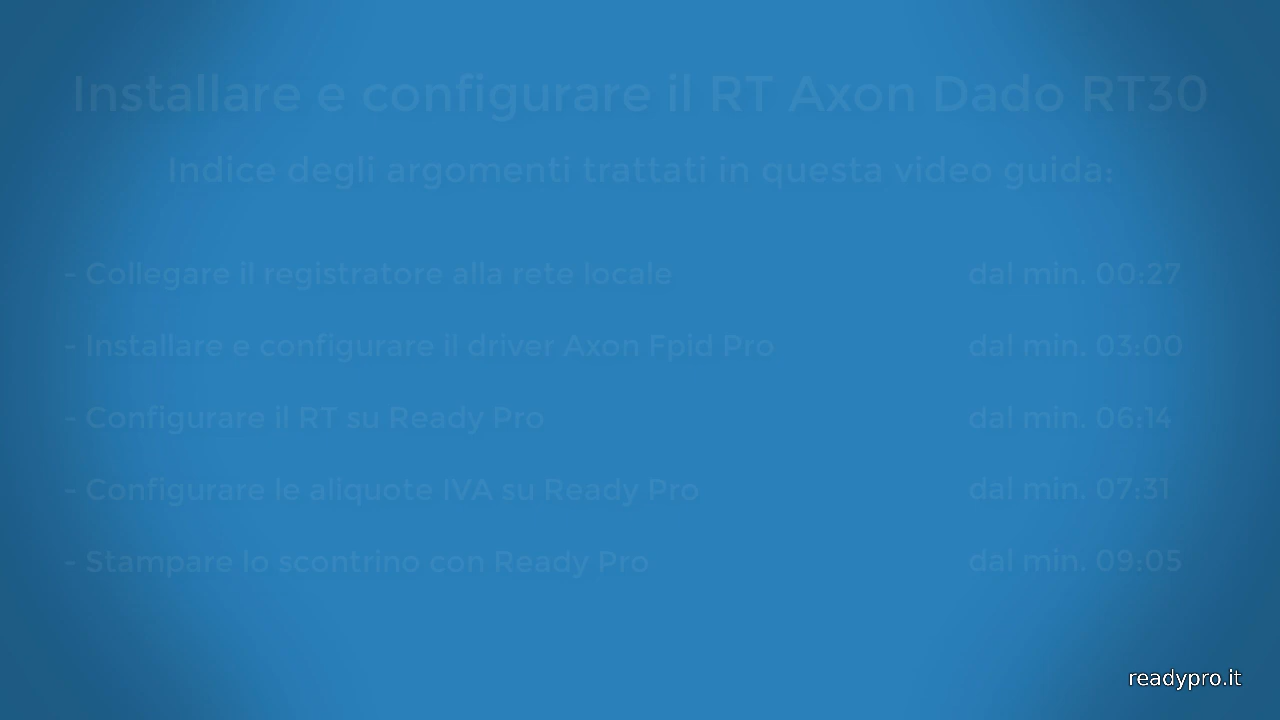 Installare e configurare il RT Axon Dado RT30
Indice degli argomenti trattati in questa video guida:
- Collegare il registratore alla rete locale dal min. 00:27
- Installare e configurare il driver Axon Fpid Pro dal min. 03:00
- Configurare il RT su Ready Pro dal min. 06:14
- Configurare le aliquote IVA su Ready Pro dal min. 07:31
- Stampare lo scontrino con Ready Pro dal min. 09:05
readypro.it